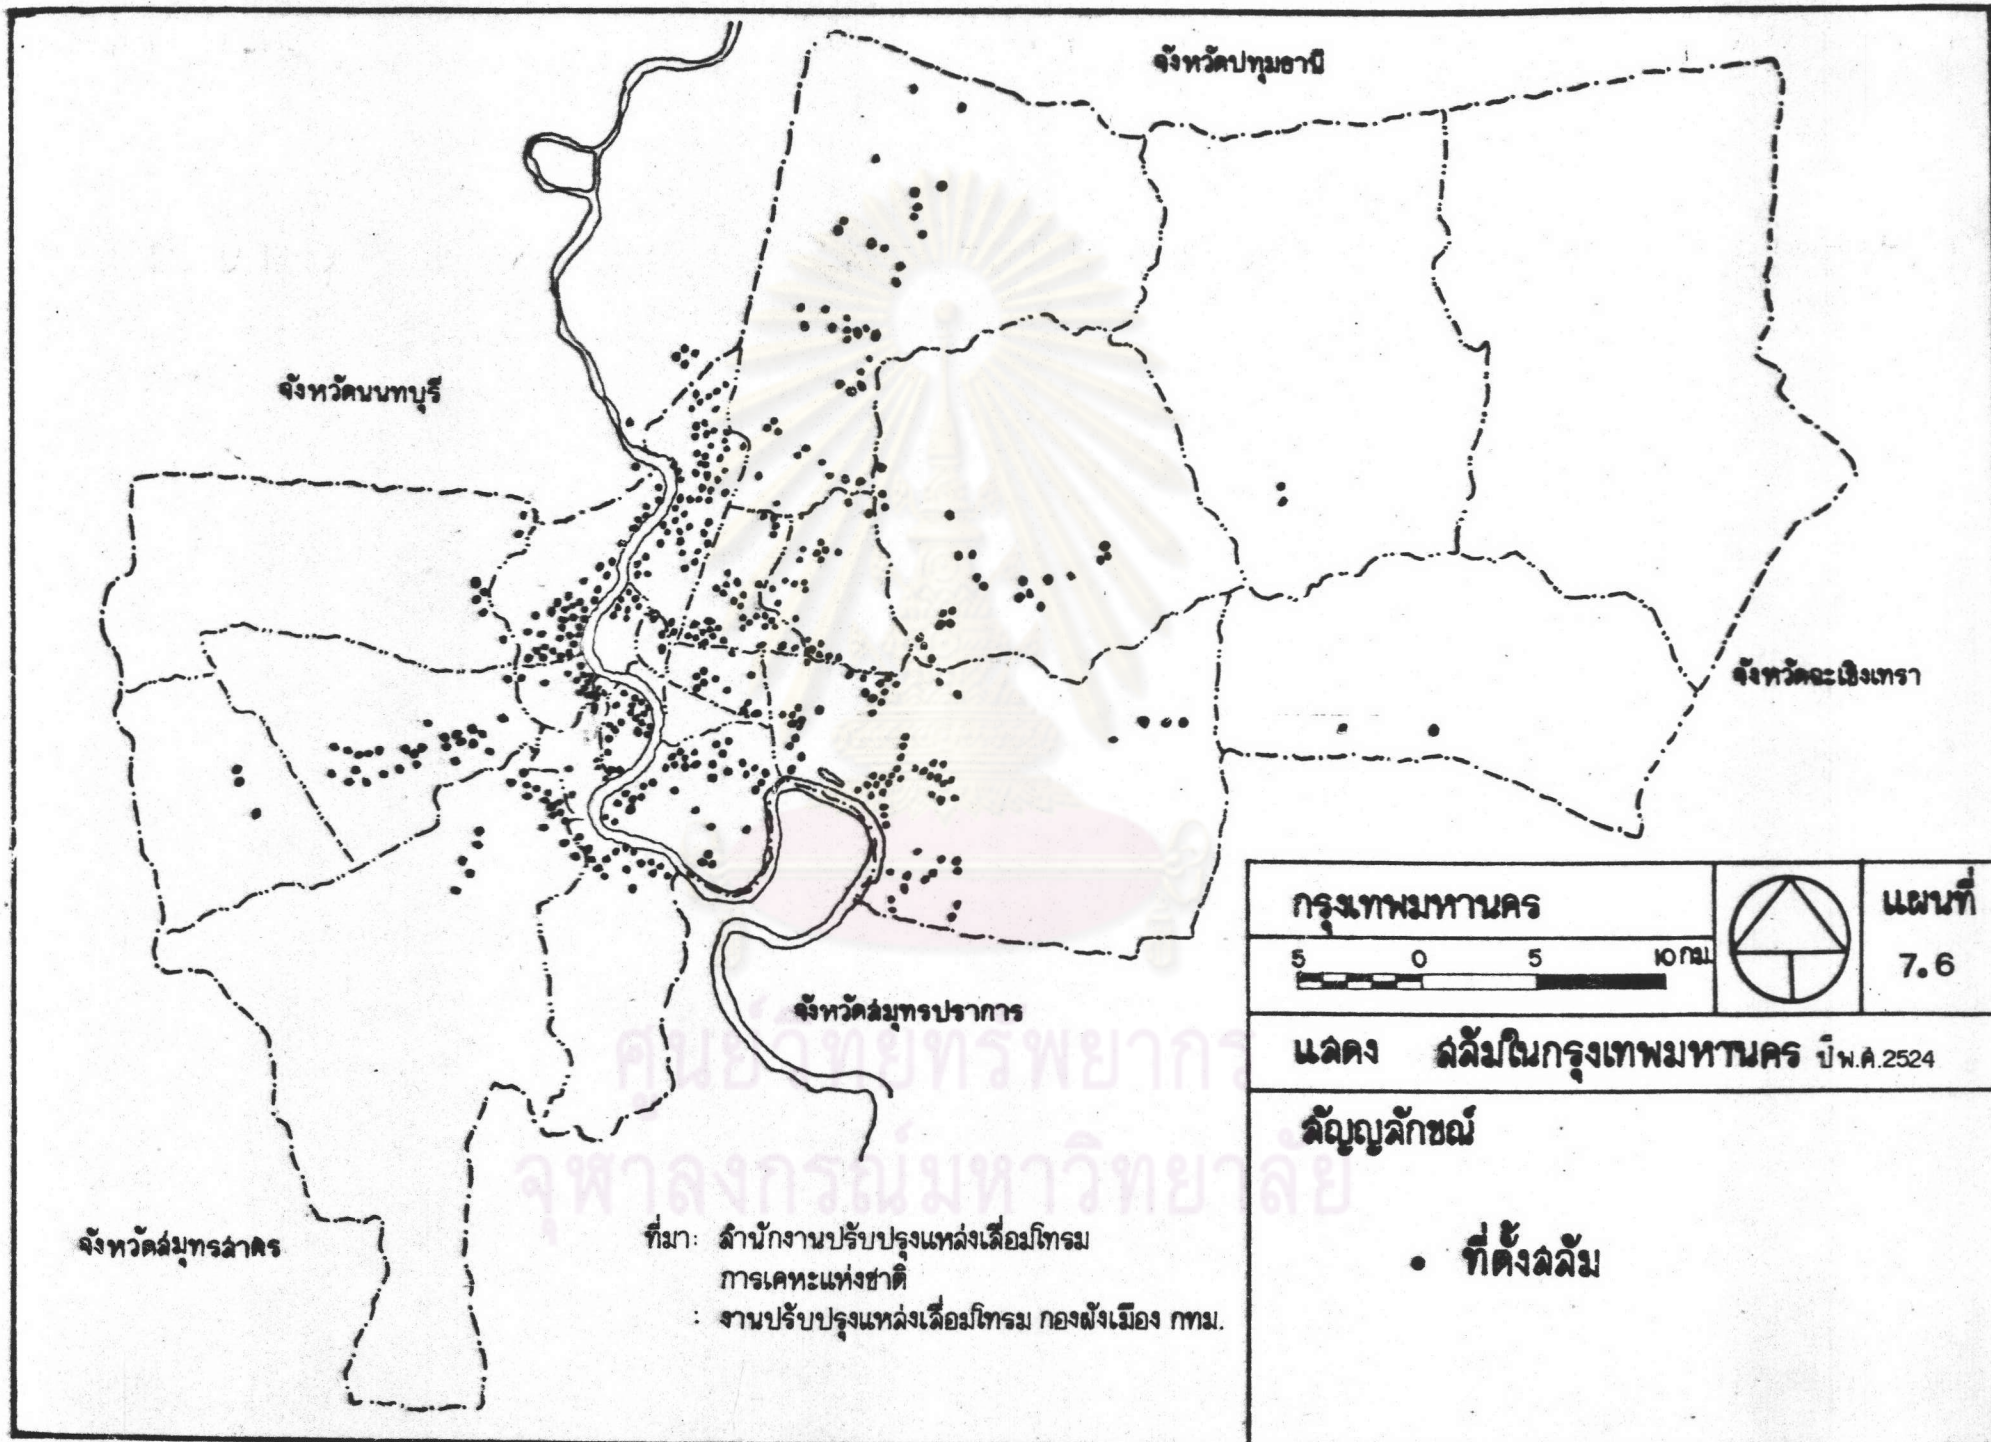 จังหวัดปทุมธานี
จังหวัดนนทบุรี
จังหวัดฉะเชิงเทรา
จังหวัดสมุทรปราการ
จังหวัดสมุทรสาคร
ที่มา: สำนักงานปรับปรุงแหล่งเสื่อมโทรม
การเคหะแห่งชาติ
: งานปรับปรุงแหล่งเสื่อมโทรม กองผังเมือง กทม.
กรุงเทพมหานคร
5 0 5 10 กม
แผนที่
7.6
แสดง สลัมในกรุงเทพมหานคร ปี พ.ศ.2524
สัญญลักษณ์
ที่ตั้งสลัม
ศูนย์วิทยทรัพยากร
จุฬาลงกรณ์มหาวิทยาลัย